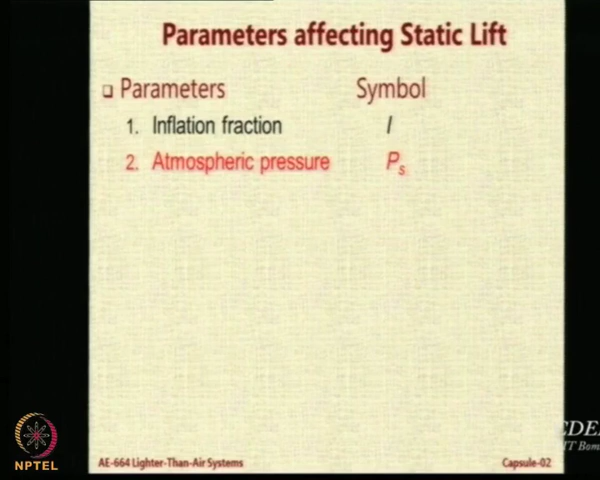 Parameters affecting Static Lift
Parameters Symbol
1. Inflation fraction I
2. Atmospheric pressure Ps
NPTEL
AE-664 Lighter-Than-Air Systems Capsule-02